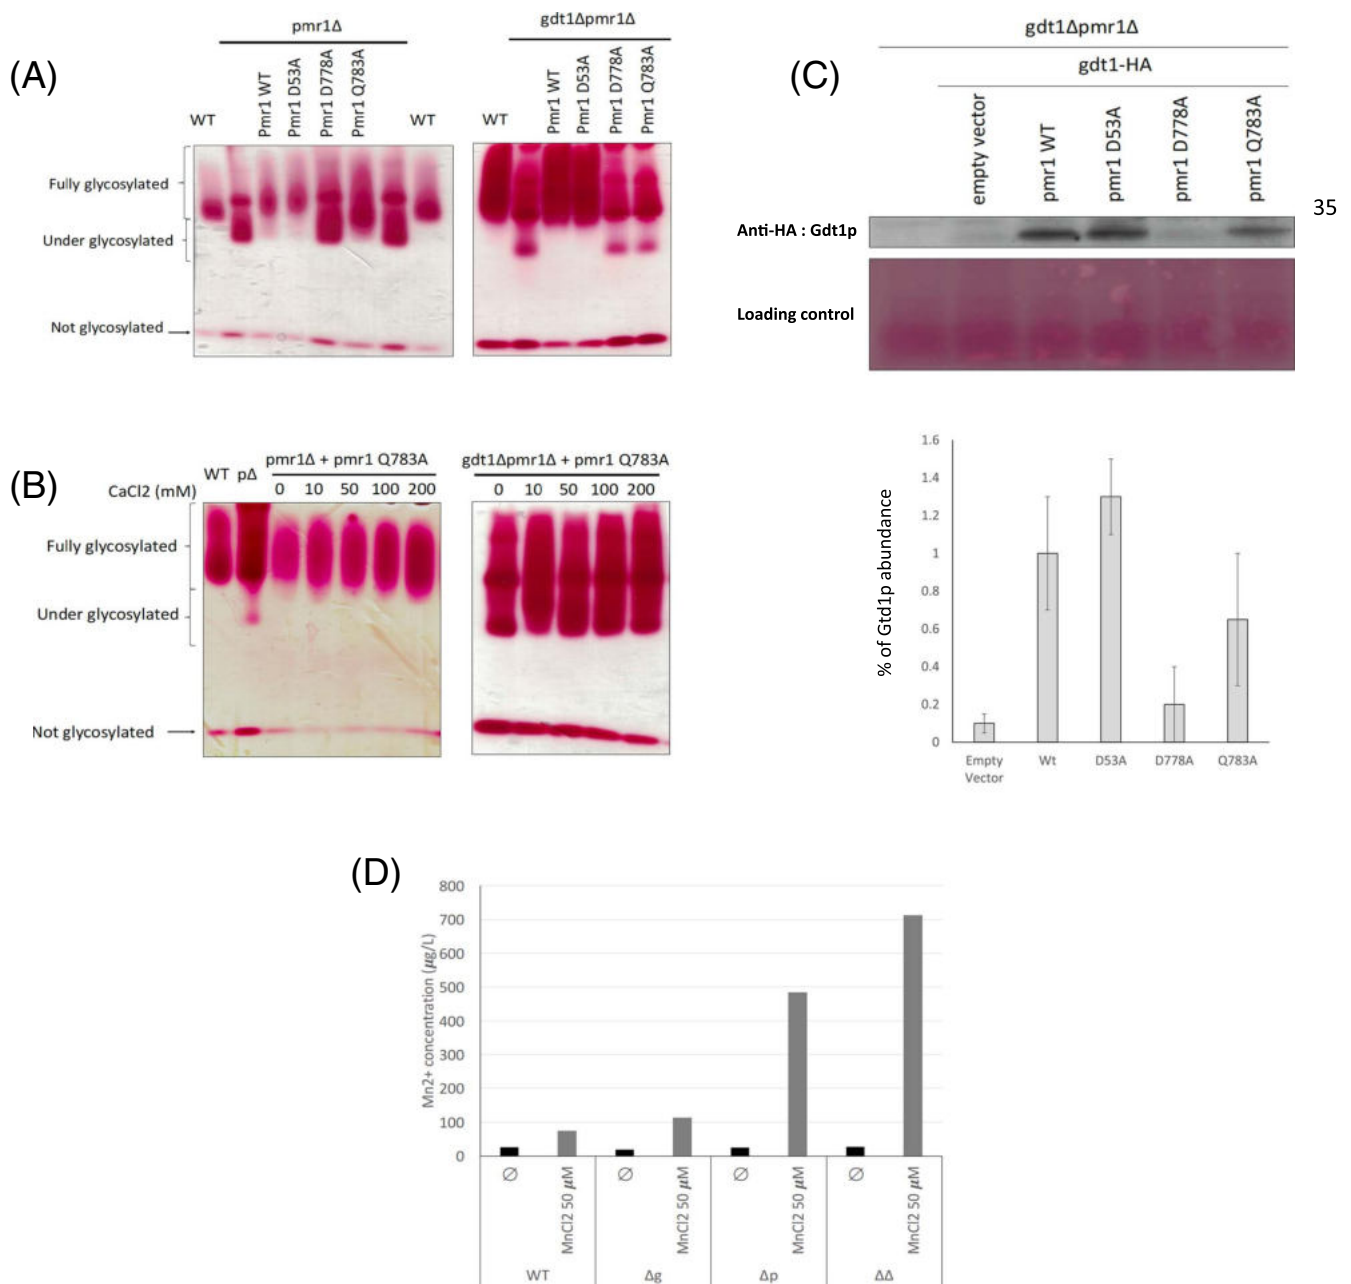 (A)
pmr1Δ
WT
Pmr1 WT
Pmr1 D53A
Pmr1 D778A
Pmr1 Q783A
WT
gdt1Δpmr1Δ
WT
Pmr1 WT
Pmr1 D53A
Pmr1 D778A
Pmr1 Q783A
Fully glycosylated
Under glycosylated
Not glycosylated
(B)
WT pΔ
pmr1Δ + pmr1 Q783A
CaCl2 (mM)
0 10 50 100 200
gdt1Δpmr1Δ + pmr1 Q783A
0 10 50 100 200
Fully glycosylated
Under glycosylated
Not glycosylated
(C)
gdt1Δpmr1Δ
gdt1-HA
empty vector
pmr1 WT
pmr1 D53A
pmr1 D778A
pmr1 Q783A
Anti-HA : Gdt1p
35
Loading control
% of Gtd1p abundance
1.6
1.4
1.2
1
0.8
0.6
0.4
0.2
0
Empty Vector
Wt
D53A
D778A
Q783A
(D)
Mn2+ concentration (µg/L)
800
700
600
500
400
300
200
100
0
∅
MnCl2 50 µM
∅
MnCl2 50 µM
∅
MnCl2 50 µM
∅
MnCl2 50 µM
WT
Δg
Δp
ΔΔ